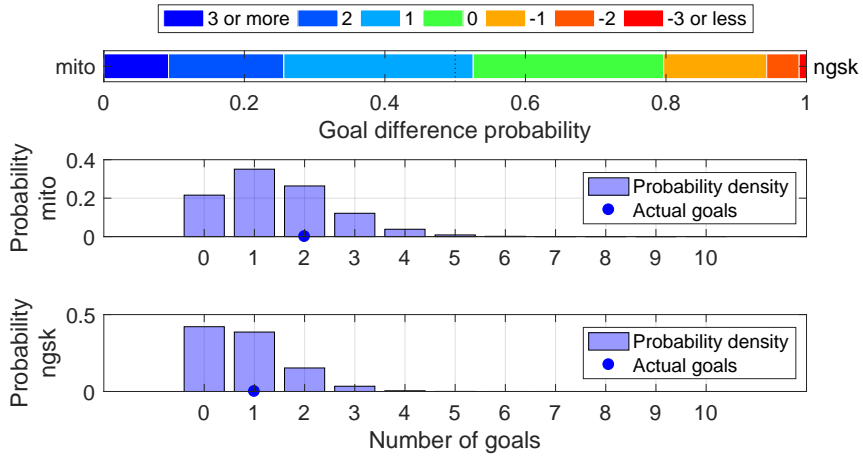 3 or more 2 1 0 -1 -2 -3 or less
mito ngsk
0 0.2 0.4 0.6 0.8 1
Goal difference probability
Probability
mito
0.4
0.2
0
Probability density
Actual goals
0 1 2 3 4 5 6 7 8 9 10
Probability
ngsk
0.5
0
Probability density
Actual goals
0 1 2 3 4 5 6 7 8 9 10
Number of goals